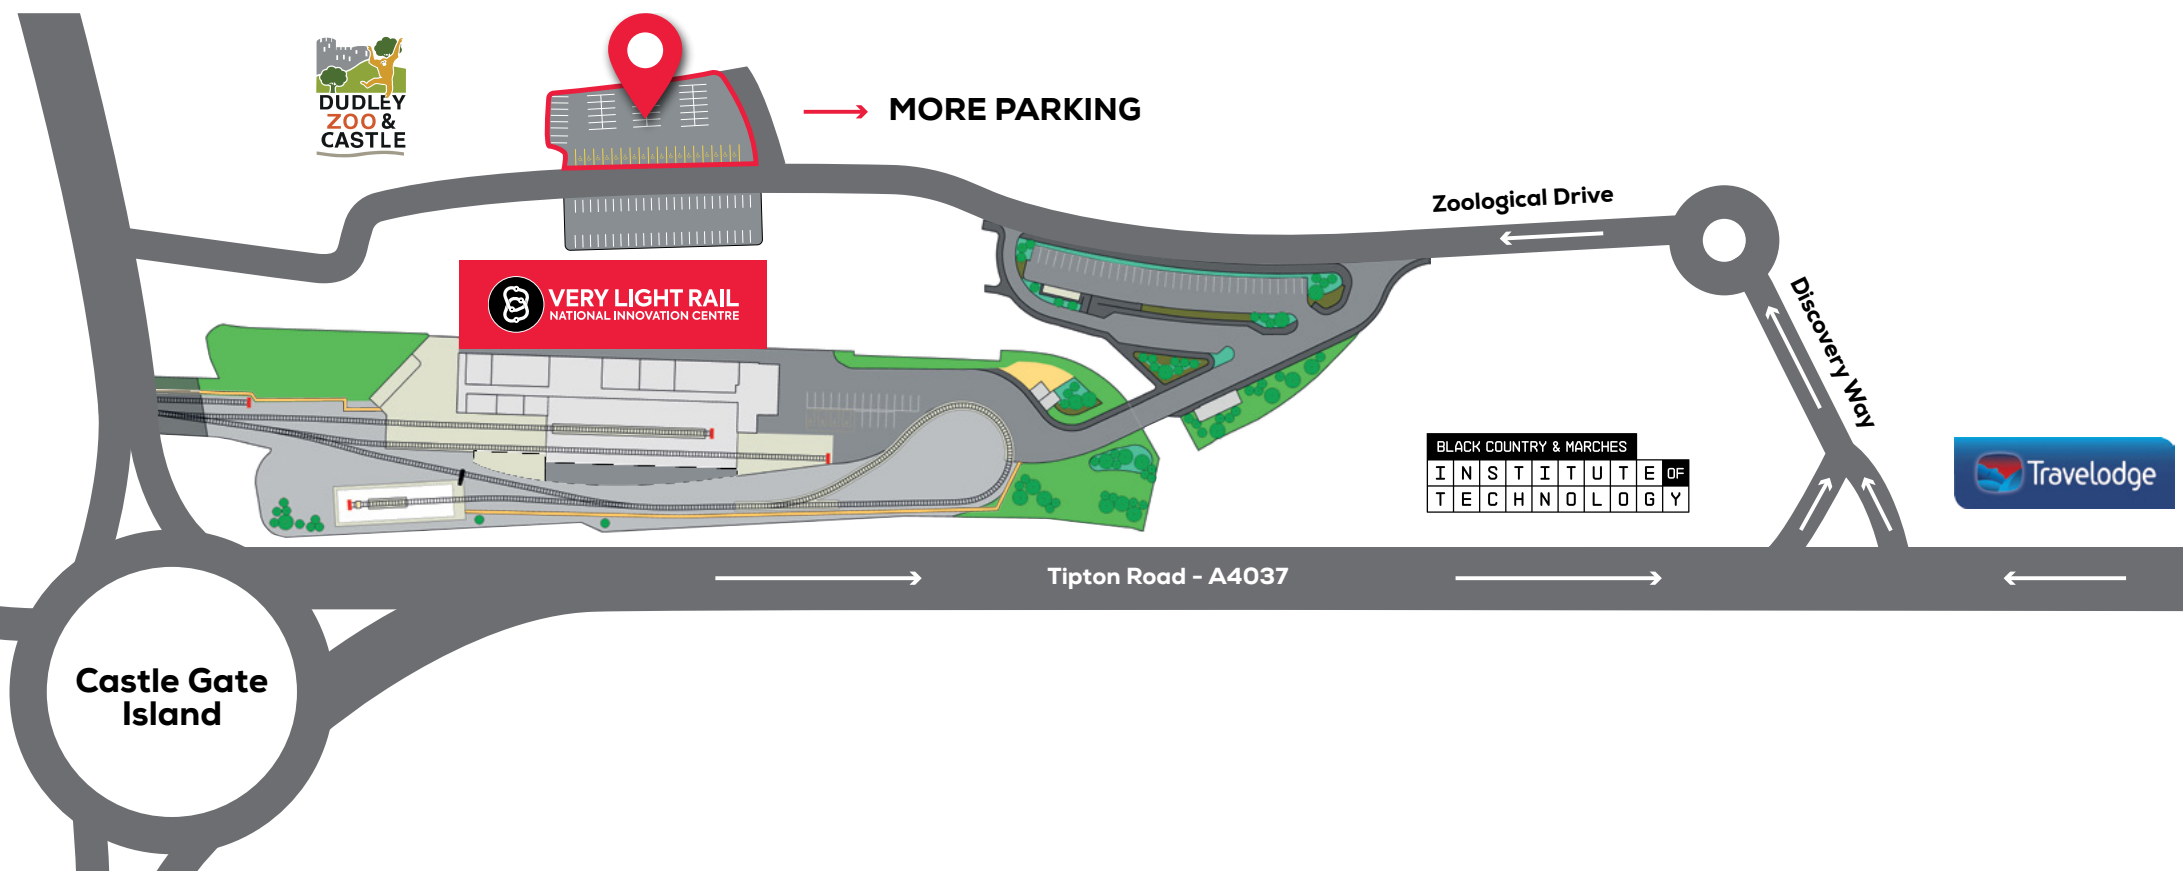 DUDLEY
ZOO &
CASTLE
MORE PARKING
Zoological Drive
Discovery Way
VERY LIGHT RAIL
NATIONAL INNOVATION CENTRE
BLACK COUNTRY & MARCHES
INSTITUTE OF
TECHNOLOGY
Travelodge
Tipton Road - A4037
Castle Gate
Island